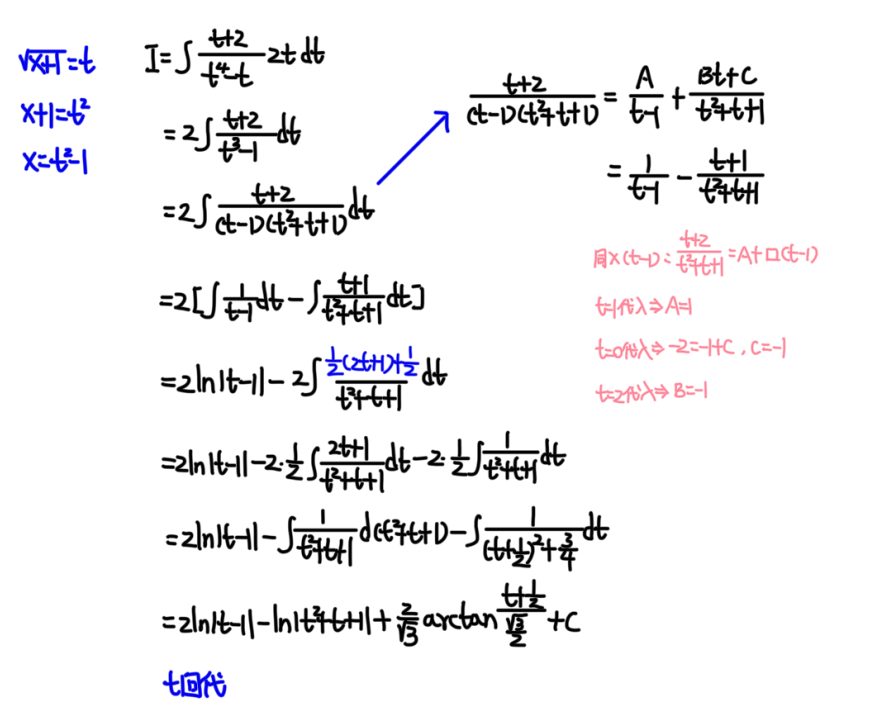 √(x+1)=t
x+1=t²
x=t²-1
I=∫ (t+2)/(t⁴-t) 2t dt
=2∫ (t+2)/(t³-1) dt
=2∫ (t+2)/((t-1)(t²+t+1)) dt
=2[∫ 1/(t-1) dt - ∫ (t+1)/(t²+t+1) dt]
=2ln|t-1| - 2∫ (½(2t+1)+½)/(t²+t+1) dt
=2ln|t-1| - 2·½∫ (2t+1)/(t²+t+1) dt - 2·½∫ 1/(t²+t+1) dt
=2ln|t-1| - ∫ 1/(t²+t+1) d(t²+t+1) - ∫ 1/((t+½)²+¾) dt
=2ln|t-1| - ln|t²+t+1| + 2/√3 arctan (t+½)/(√3/2) + C
t回代
(t+2)/((t-1)(t²+t+1)) = A/(t-1) + (Bt+C)/(t²+t+1)
= 1/(t-1) - (t+1)/(t²+t+1)
同×(t-1): (t+2)/(t²+t+1) = A+□(t-1)
t=1代入⇒A=1
t=0代入⇒-2=-1+C,C=-1
t=2代入⇒B=-1